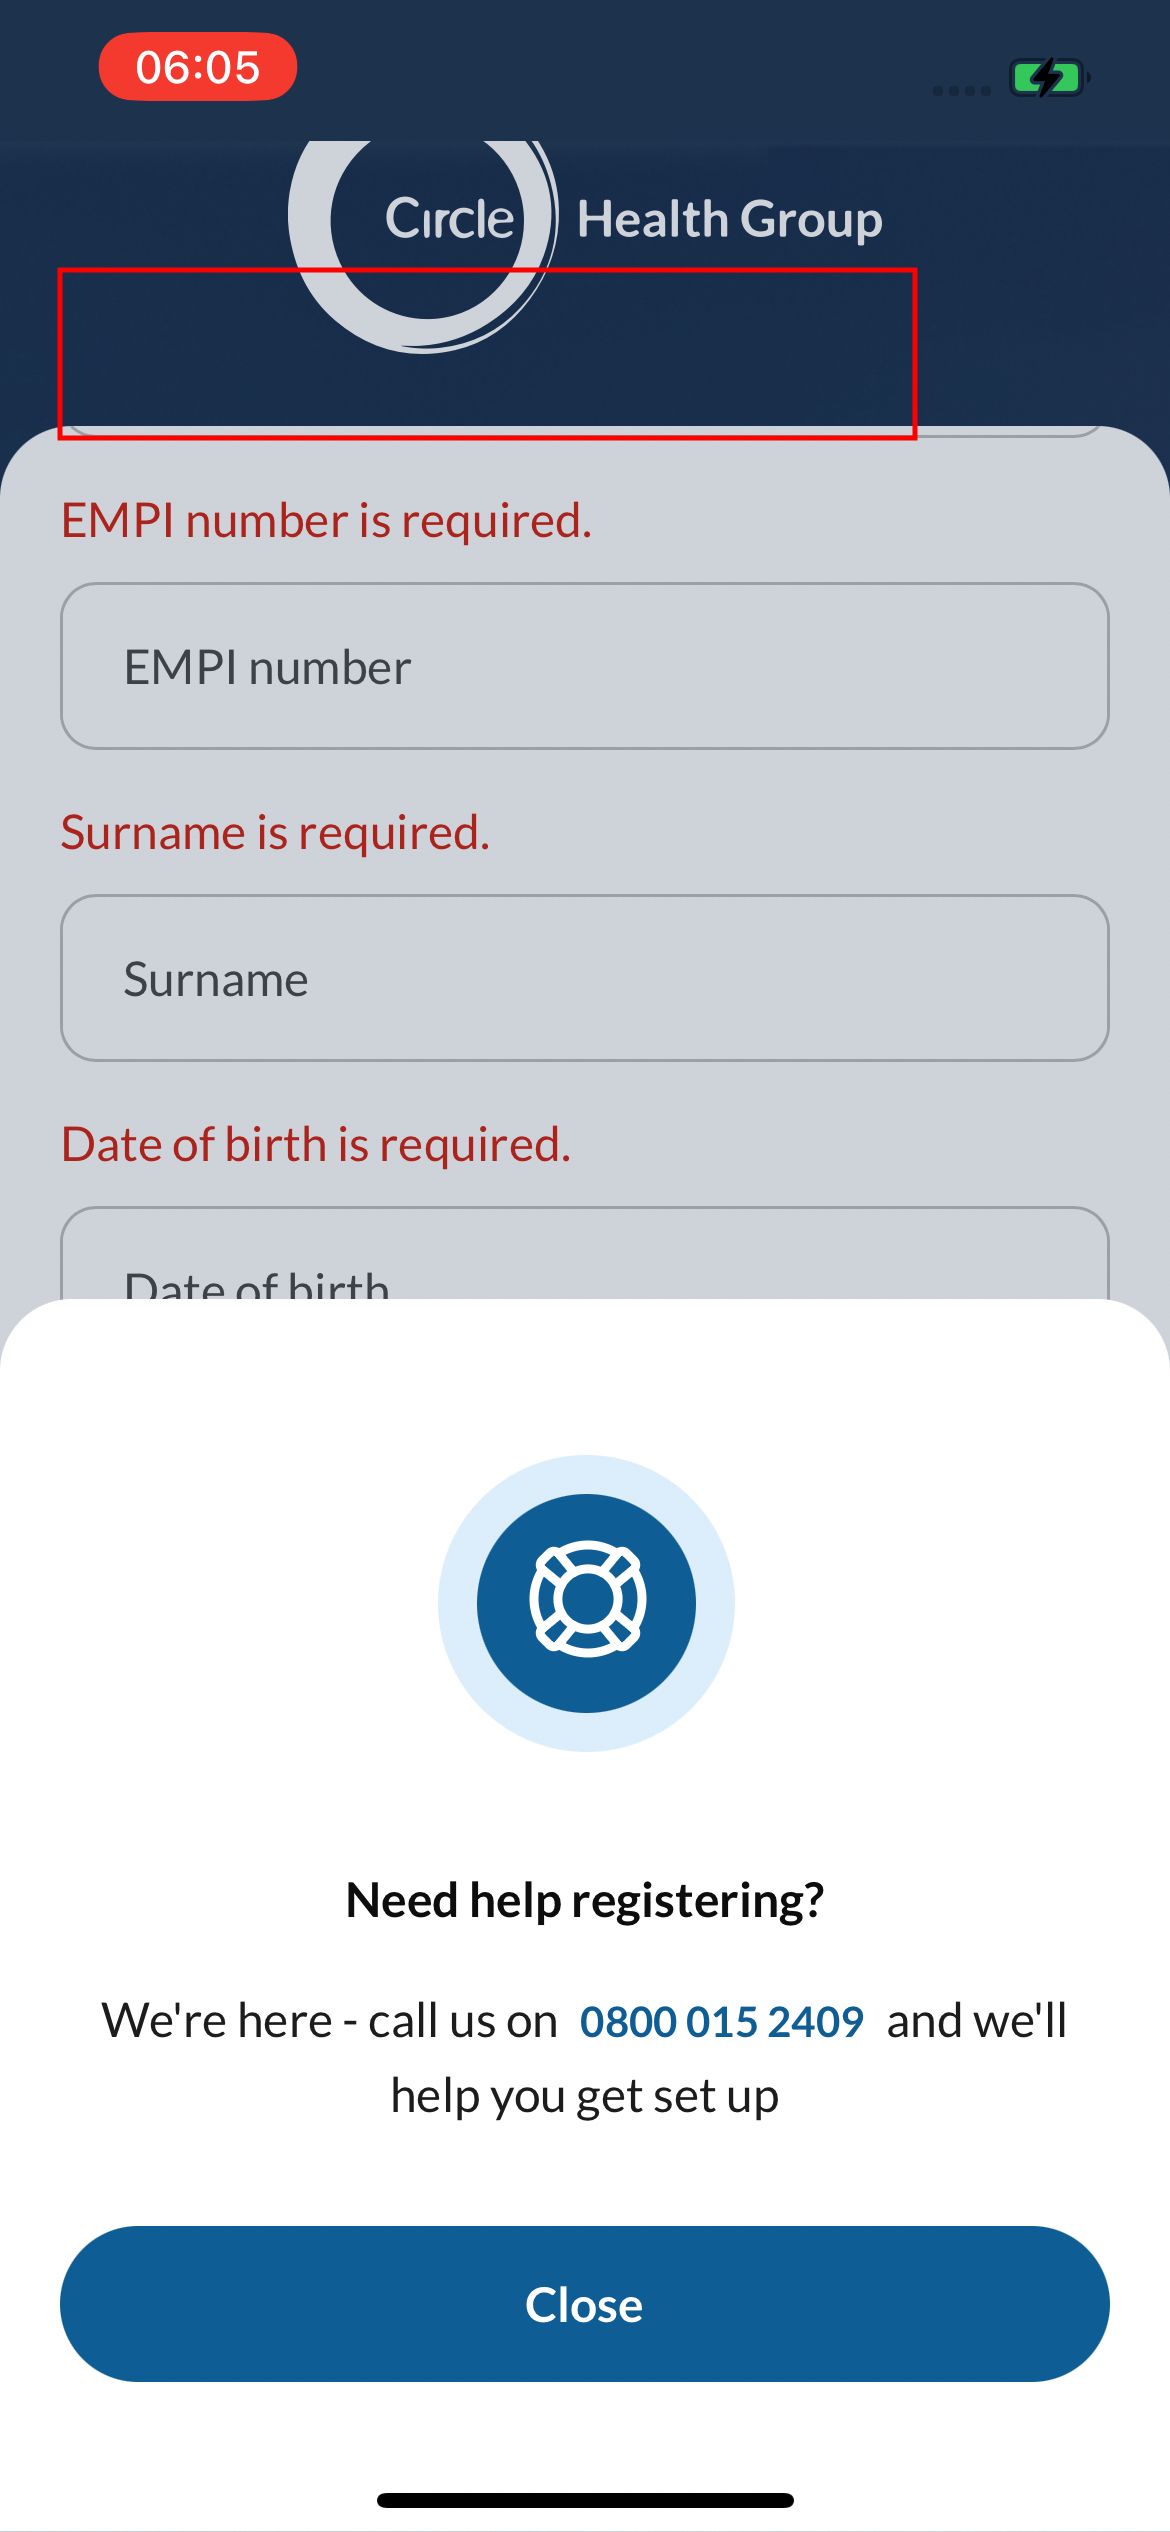 06:05
Circle Health Group
EMPI number is required.
EMPI number
Surname is required.
Surname
Date of birth is required.
Date of birth
Need help registering?
We're here - call us on 0800 015 2409 and we'll
help you get set up
Close